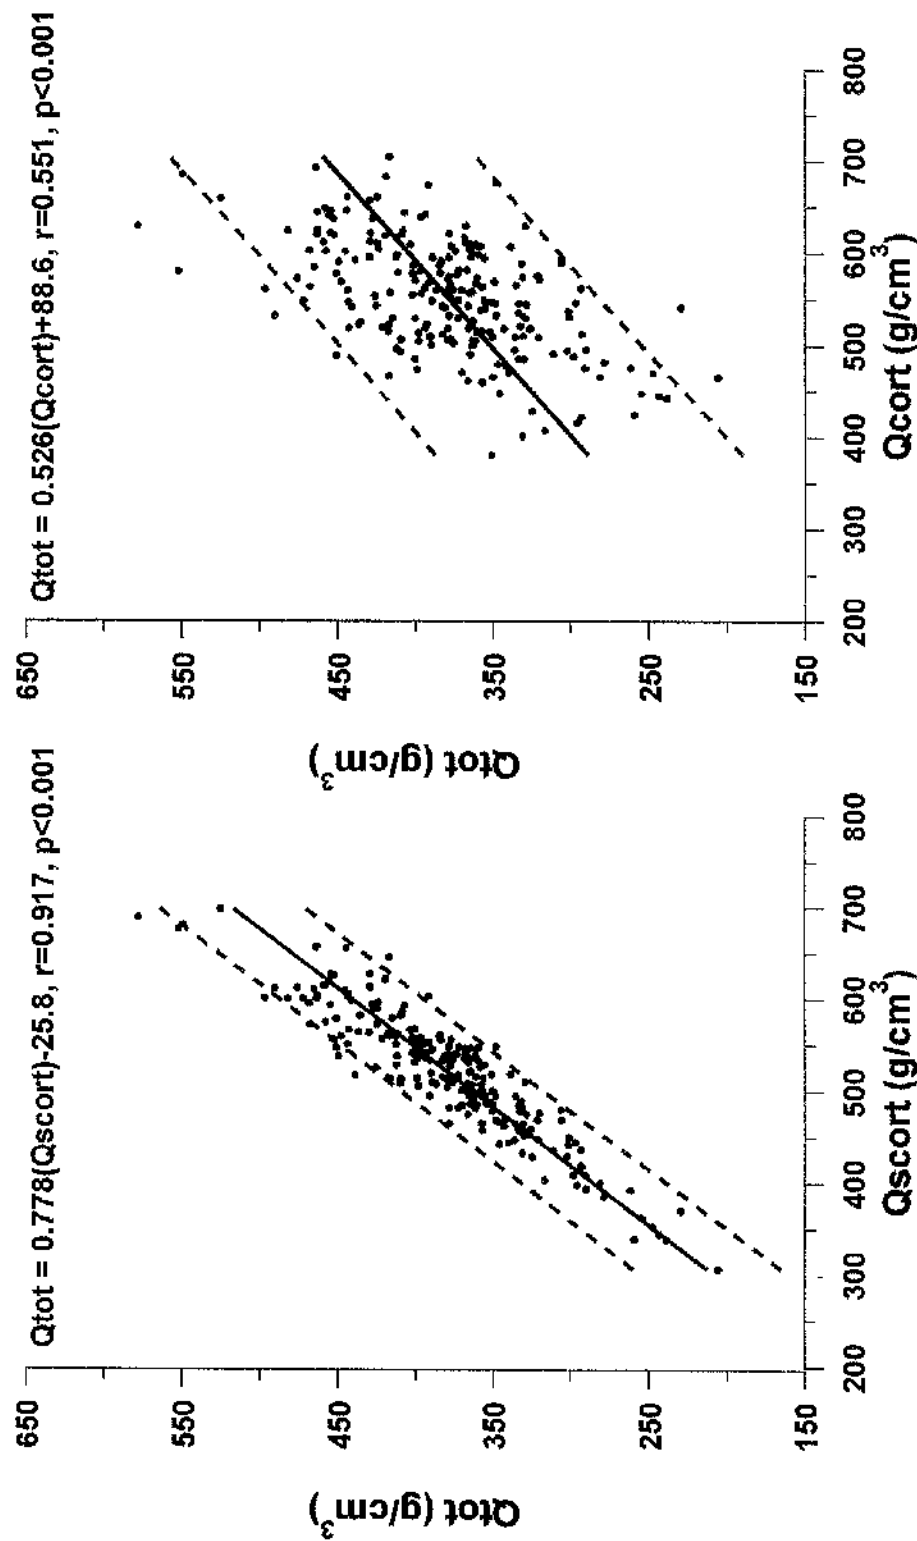 Qtot = 0.778(Qscort)-25.8, r=0.917, p<0.001
650
550
450
350
250
150
Qtot (g/cm³)
200 300 400 500 600 700 800
Qscort (g/cm³)
Qtot = 0.526(Qcort)+88.6, r=0.551, p<0.001
650
550
450
350
250
150
Qtot (g/cm³)
200 300 400 500 600 700 800
Qcort (g/cm³)